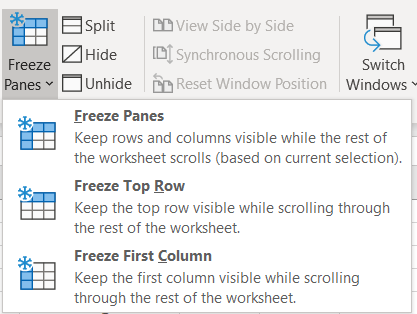 Freeze Panes
Split
Hide
Unhide
View Side by Side
Synchronous Scrolling
Reset Window Position
Switch Windows
Freeze Panes
Keep rows and columns visible while the rest of
the worksheet scrolls (based on current selection).
Freeze Top Row
Keep the top row visible while scrolling through
the rest of the worksheet.
Freeze First Column
Keep the first column visible while scrolling
through the rest of the worksheet.